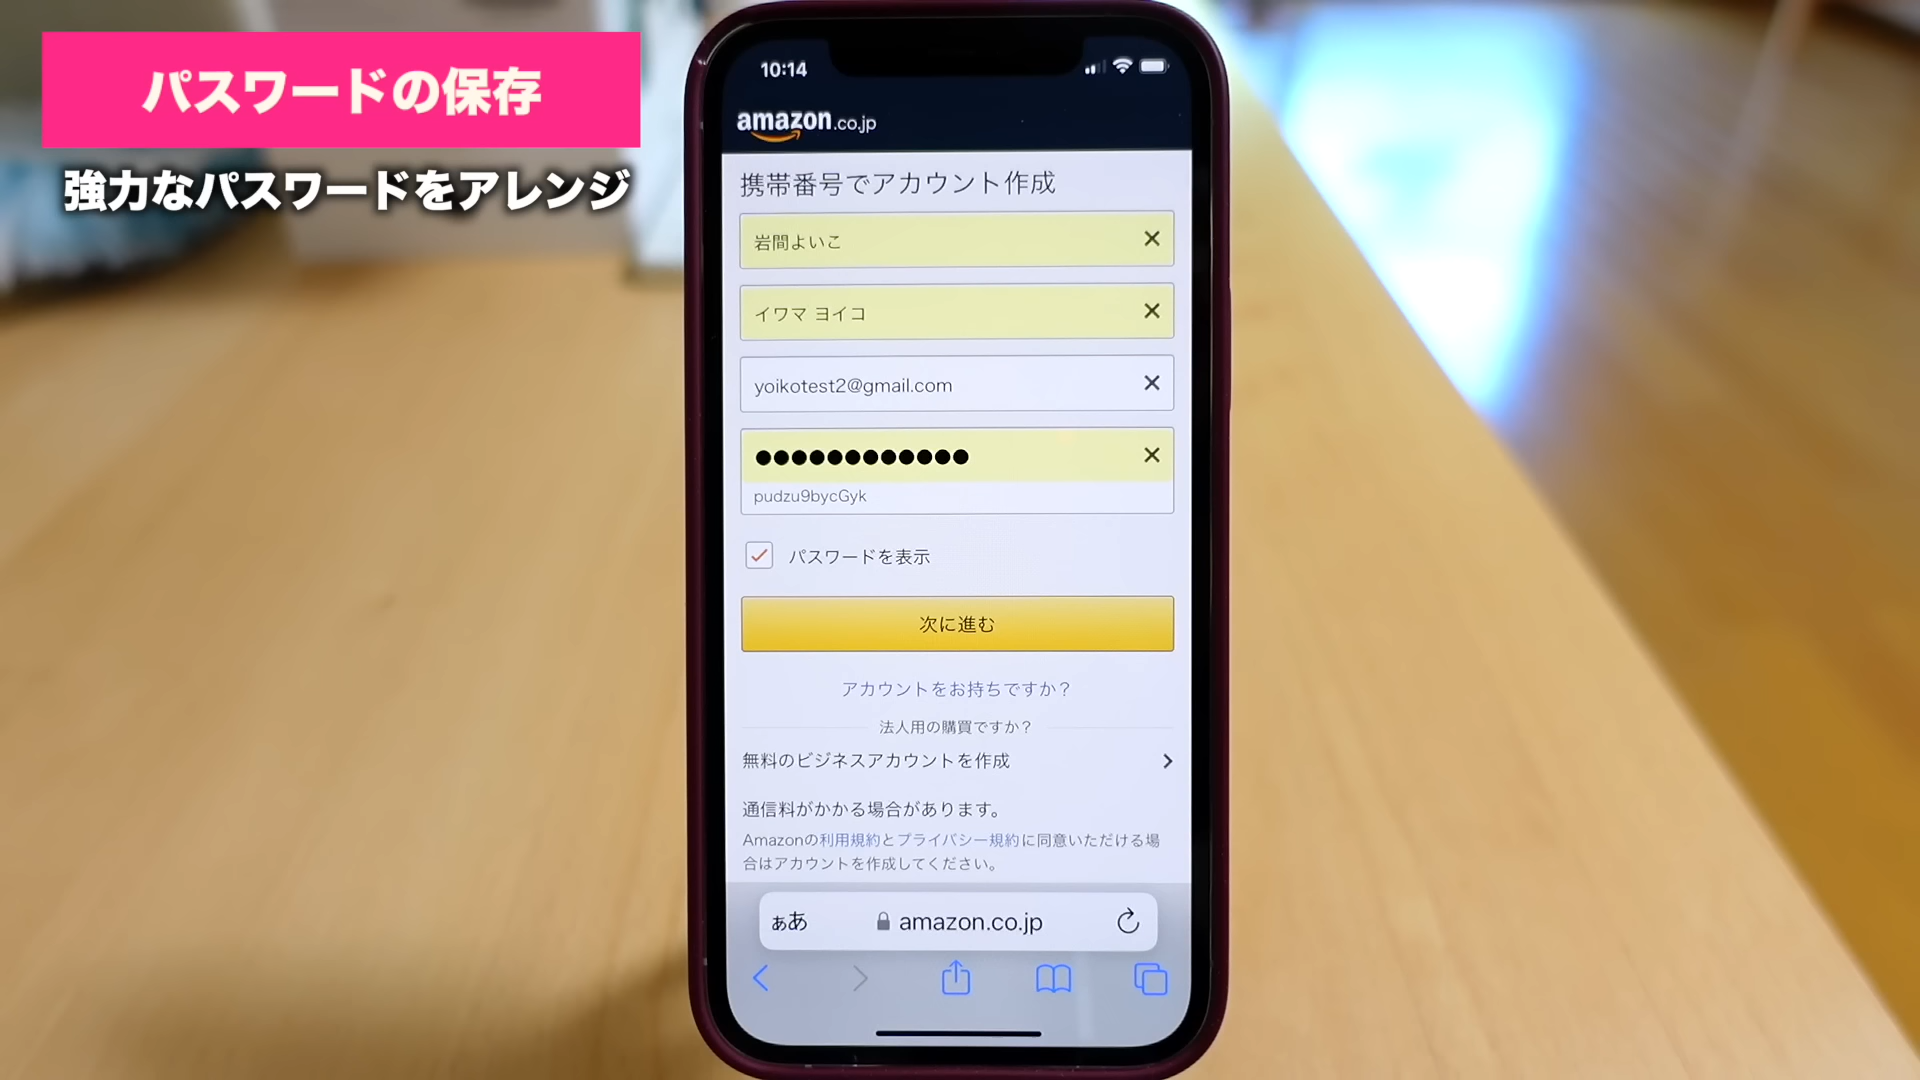 パスワードの保存
強力なパスワードをアレンジ
10:14
amazon.co.jp
携帯番号でアカウント作成
岩間よいこ
イワマ ヨイコ
yoikotest2@gmail.com
●●●●●●●●●●●●
pudzu9bycGyk
パスワードを表示
次に進む
アカウントをお持ちですか？
法人用の購買ですか？
無料のビジネスアカウントを作成
通信料がかかる場合があります。
Amazonの利用規約とプライバシー規約に同意いただける場
合はアカウントを作成してください。
ぁあ amazon.co.jp